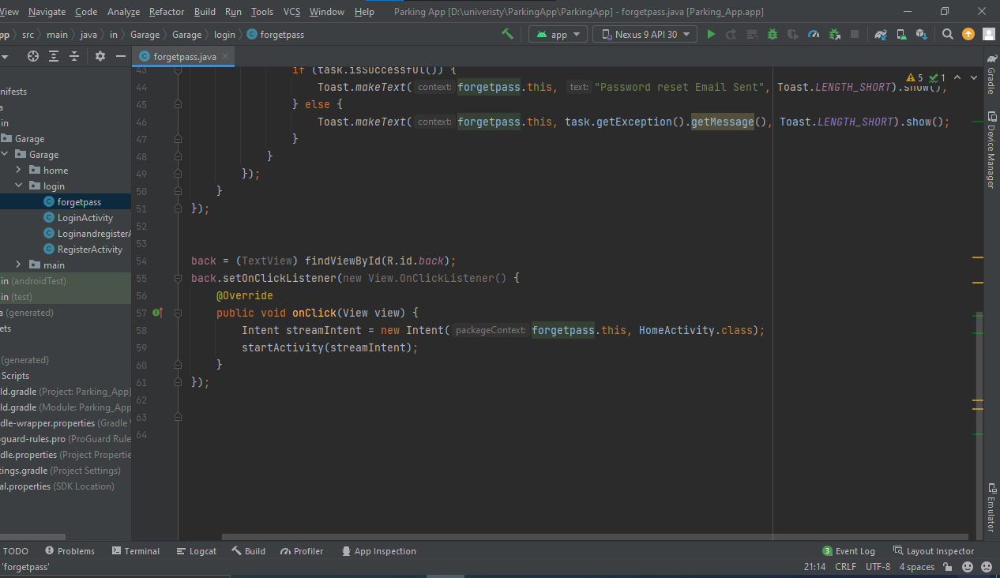 View Navigate Code Analyze Refactor Build Run Tools VCS Window Help Parking App [D:\univeristy\ParkingApp\ParkingApp] - forgetpass.java [Parking_App.app]
pp src main java in Garage Garage login forgetpass app Nexus 9 API 30
forgetpass.java
43 if (task.isSuccessful()) {
44 Toast.makeText( context: forgetpass.this, text: "Password reset Email Sent", Toast.LENGTH_SHORT).show();
5 1
45 } else {
46 Toast.makeText( context: forgetpass.this, task.getException().getMessage(), Toast.LENGTH_SHORT).show();
47 }
48 }
49 });
50 }
51 });
52
53
54 back = (TextView) findViewById(R.id.back);
55 back.setOnClickListener(new View.OnClickListener() {
56 @Override
57 public void onClick(View view) {
58 Intent streamIntent = new Intent( packageContext: forgetpass.this, HomeActivity.class);
59 startActivity(streamIntent);
60 }
61 });
62
63
64
nifests
a
in
Garage
Garage
home
login
forgetpass
LoginActivity
LoginandregisterA
RegisterActivity
main
in (androidTest)
in (test)
a (generated)
ets
(generated)
Scripts
ld.gradle (Project: Parking_App)
ld.gradle (Module: Parking_App
dle-wrapper.properties (Gradle
guard-rules.pro (ProGuard Rule
dle.properties (Project Propertie
tings.gradle (Project Settings)
al.properties (SDK Location)
Gradle
Device Manager
Emulator
TODO Problems Terminal Logcat Build Profiler App Inspection 3 Event Log Layout Inspector
'forgetpass' 21:14 CRLF UTF-8 4 spaces